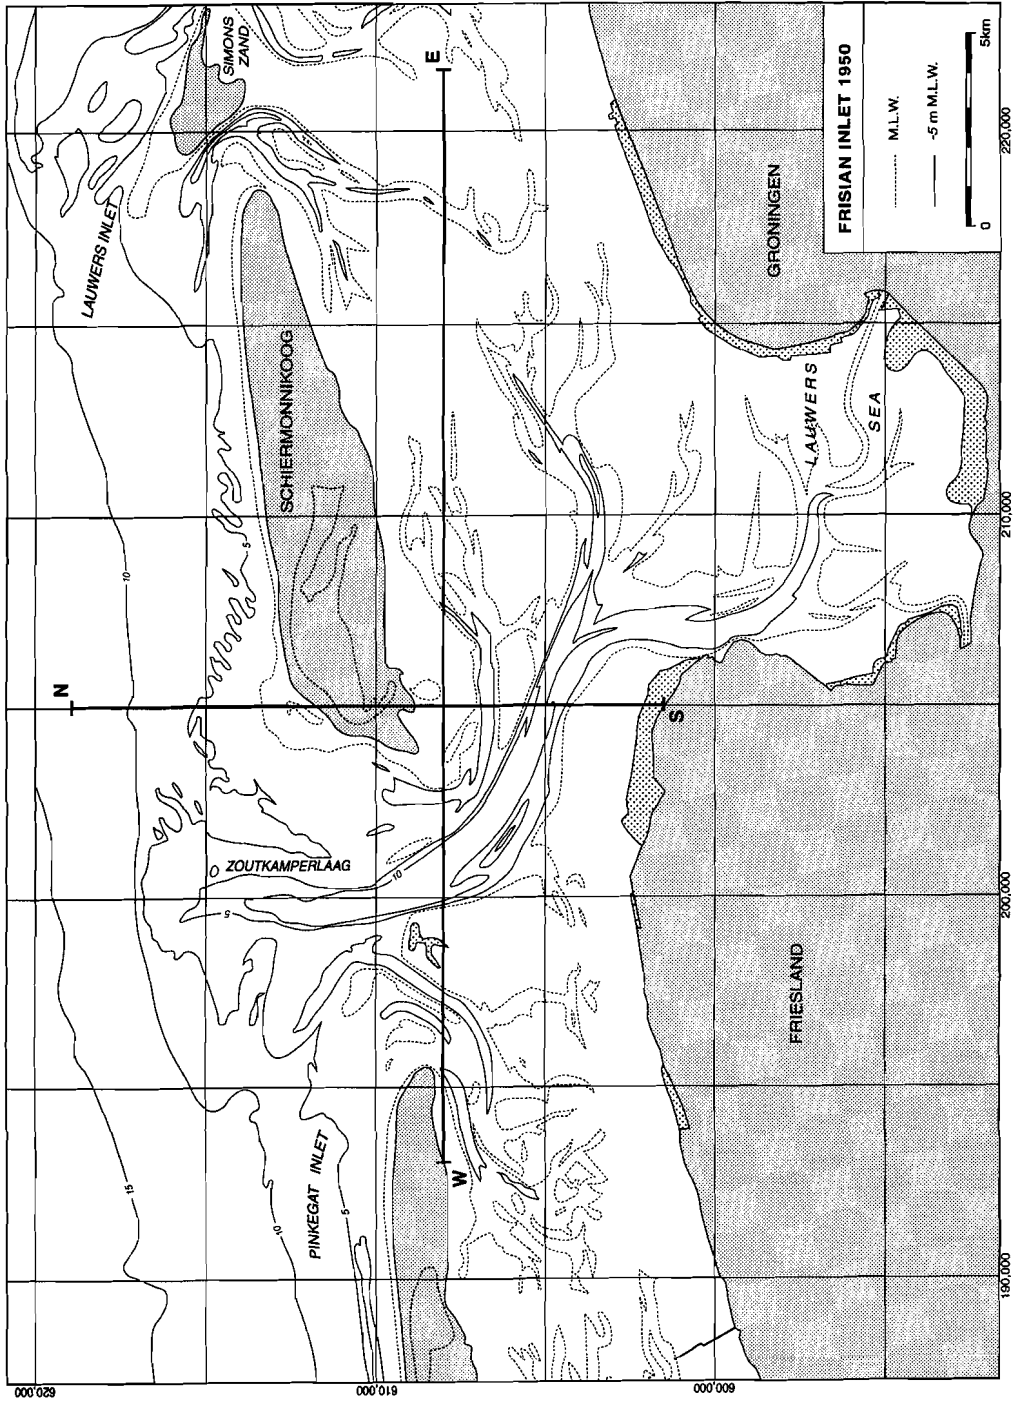 FRISIAN INLET 1950
M.L.W.
-5 m M.L.W.
0
5km
N
S
W
E
LAUWERS INLET
SIMONS
ZAND
SCHIERMONNIKOOG
GRONINGEN
LAUWERS
SEA
ZOUTKAMPERLAAG
PINKEGAT INLET
FRIESLAND
15
10
10
5
5
5
10
620,000
610,000
600,000
190,000
200,000
210,000
220,000